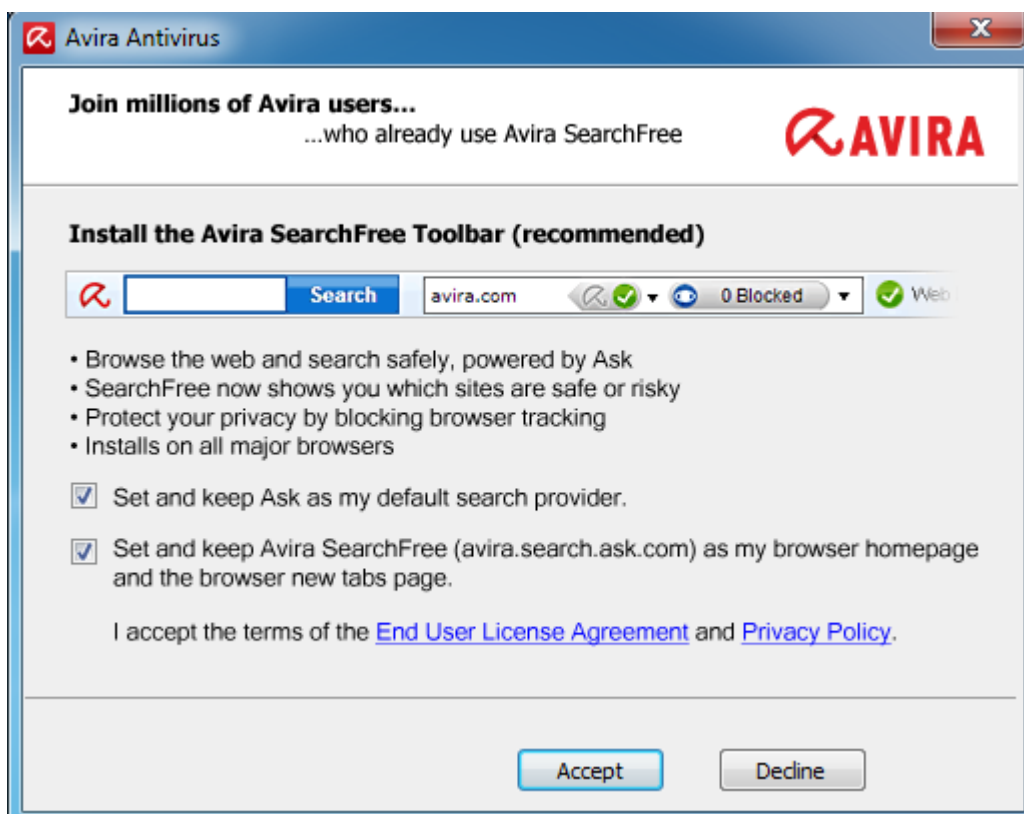 Avira Antivirus
Join millions of Avira users...
...who already use Avira SearchFree
AVIRA
Install the Avira SearchFree Toolbar (recommended)
Search avira.com 0 Blocked Web
• Browse the web and search safely, powered by Ask
• SearchFree now shows you which sites are safe or risky
• Protect your privacy by blocking browser tracking
• Installs on all major browsers
Set and keep Ask as my default search provider.
Set and keep Avira SearchFree (avira.search.ask.com) as my browser homepage
and the browser new tabs page.
I accept the terms of the End User License Agreement and Privacy Policy.
Accept Decline